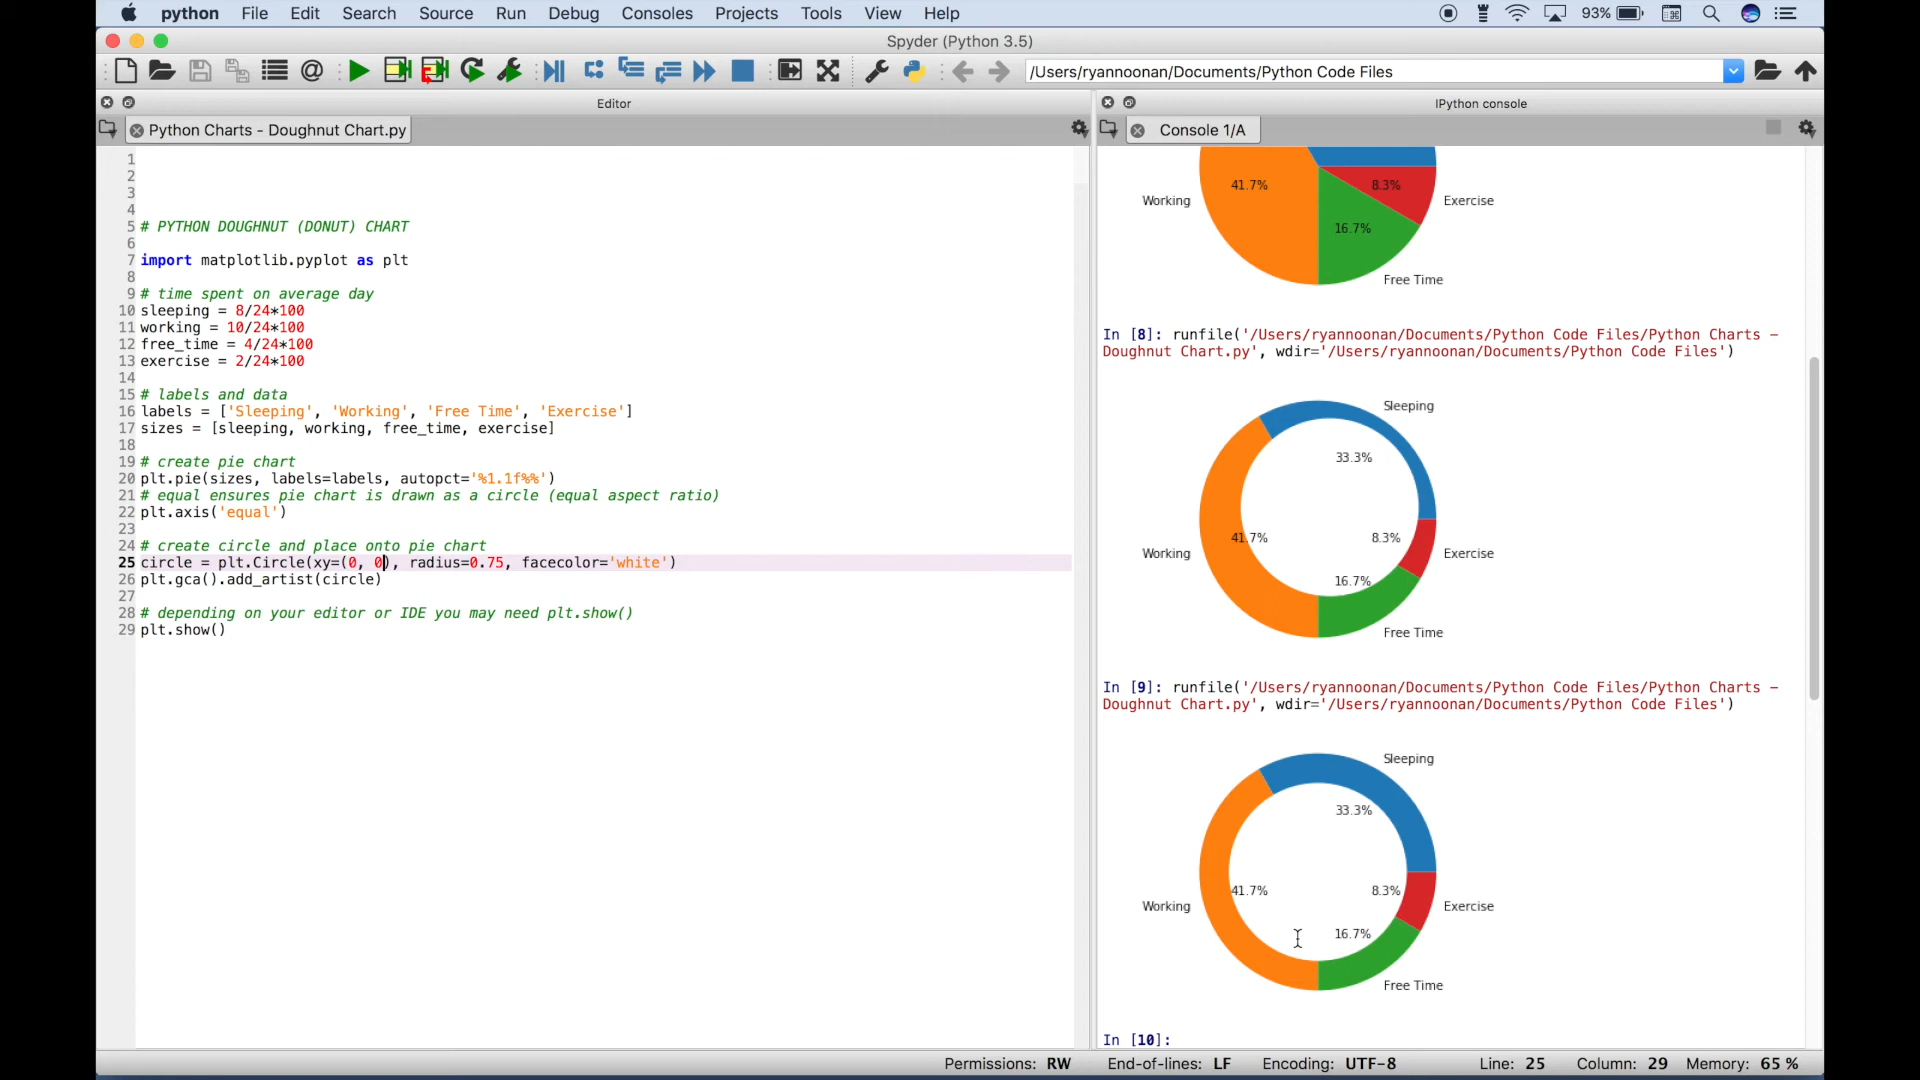 python File Edit Search Source Run Debug Consoles Projects Tools View Help 93%
Spyder (Python 3.5)
/Users/ryannoonan/Documents/Python Code Files
Editor
Python Charts - Doughnut Chart.py
1
2
3
4
5 # PYTHON DOUGHNUT (DONUT) CHART
6
7 import matplotlib.pyplot as plt
8
9 # time spent on average day
10 sleeping = 8/24*100
11 working = 10/24*100
12 free_time = 4/24*100
13 exercise = 2/24*100
14
15 # labels and data
16 labels = ['Sleeping', 'Working', 'Free Time', 'Exercise']
17 sizes = [sleeping, working, free_time, exercise]
18
19 # create pie chart
20 plt.pie(sizes, labels=labels, autopct='%1.1f%%')
21 # equal ensures pie chart is drawn as a circle (equal aspect ratio)
22 plt.axis('equal')
23
24 # create circle and place onto pie chart
25 circle = plt.Circle(xy=(0, 0), radius=0.75, facecolor='white')
26 plt.gca().add_artist(circle)
27
28 # depending on your editor or IDE you may need plt.show()
29 plt.show()
IPython console
Console 1/A
41.7% 8.3%
Working Exercise
16.7%
Free Time
In [8]: runfile('/Users/ryannoonan/Documents/Python Code Files/Python Charts -
Doughnut Chart.py', wdir='/Users/ryannoonan/Documents/Python Code Files')
Sleeping
33.3%
41.7% 8.3%
Working Exercise
16.7%
Free Time
In [9]: runfile('/Users/ryannoonan/Documents/Python Code Files/Python Charts -
Doughnut Chart.py', wdir='/Users/ryannoonan/Documents/Python Code Files')
Sleeping
33.3%
41.7% 8.3%
Working Exercise
16.7%
Free Time
In [10]:
Permissions: RW End-of-lines: LF Encoding: UTF-8 Line: 25 Column: 29 Memory: 65 %